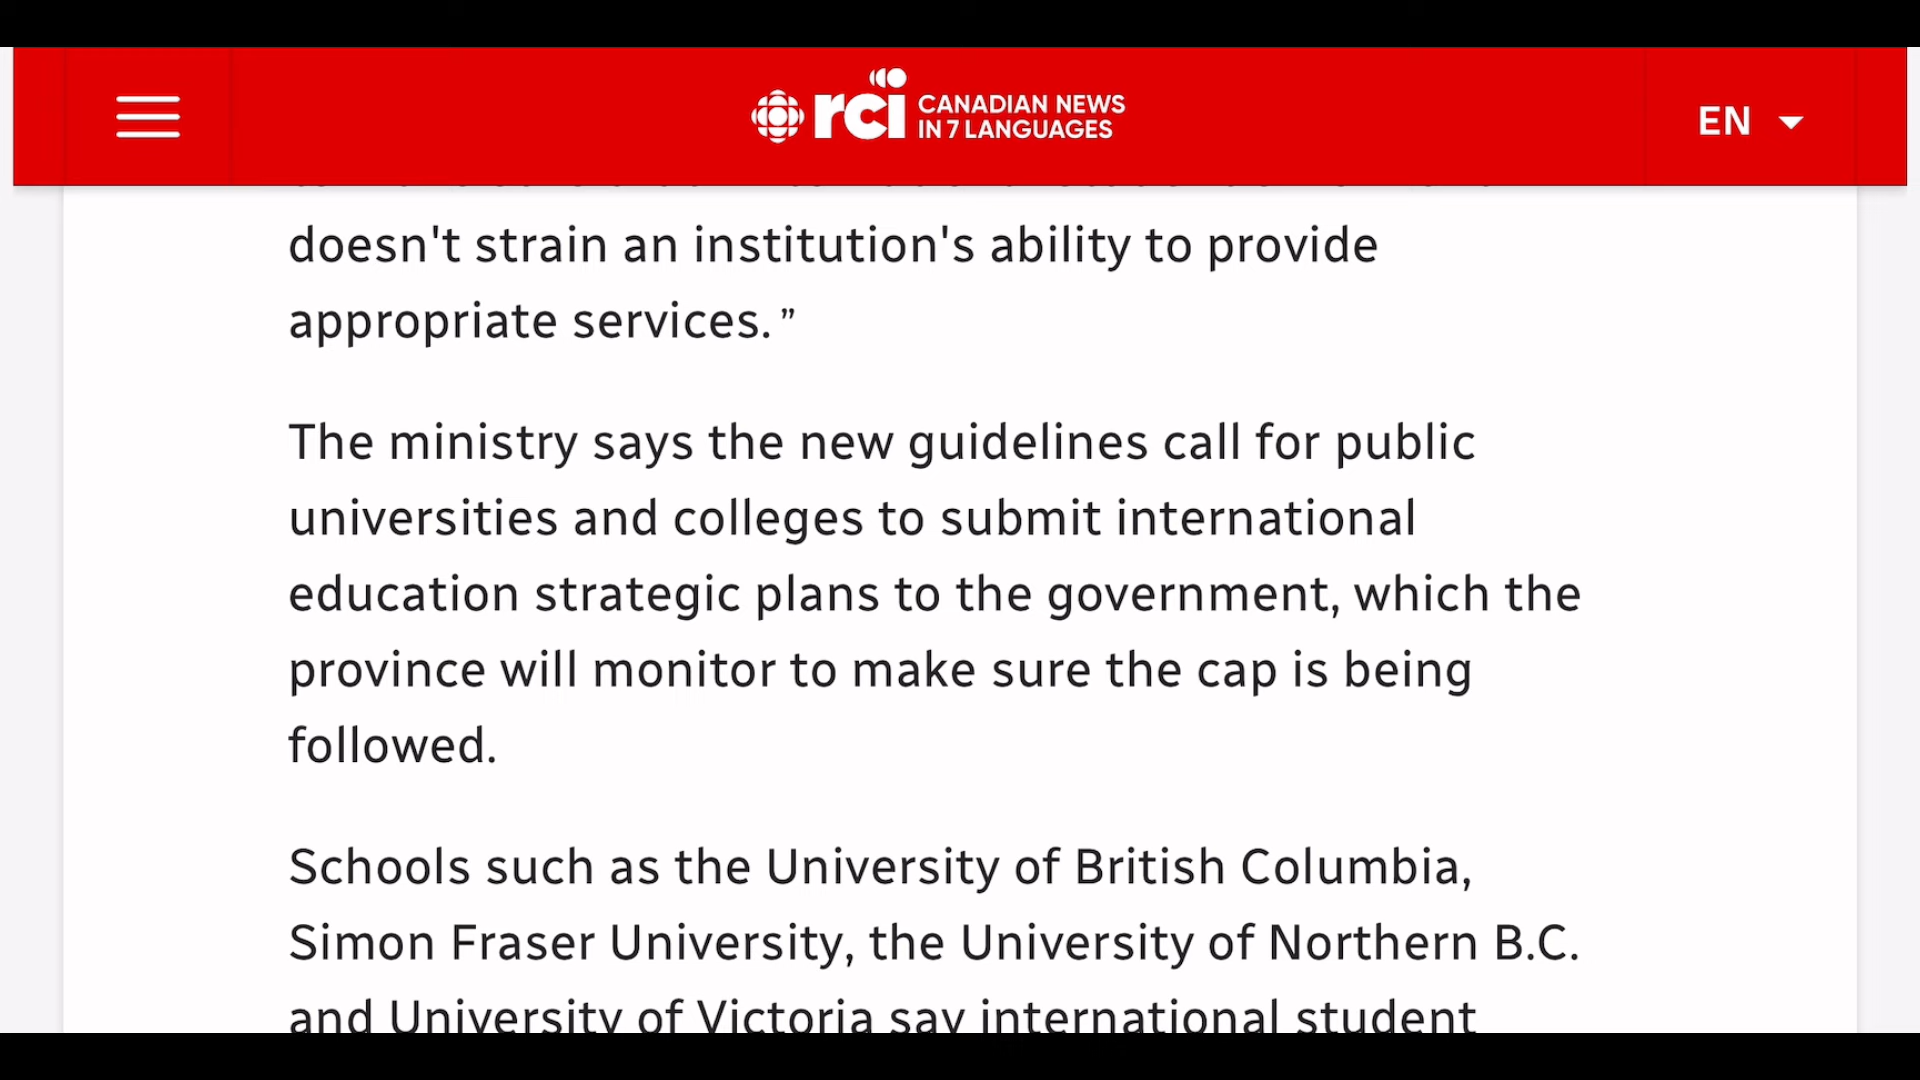 rci CANADIAN NEWS
IN 7 LANGUAGES
EN
doesn't strain an institution's ability to provide
appropriate services. ”
The ministry says the new guidelines call for public
universities and colleges to submit international
education strategic plans to the government, which the
province will monitor to make sure the cap is being
followed.
Schools such as the University of British Columbia,
Simon Fraser University, the University of Northern B.C.
and University of Victoria say international student